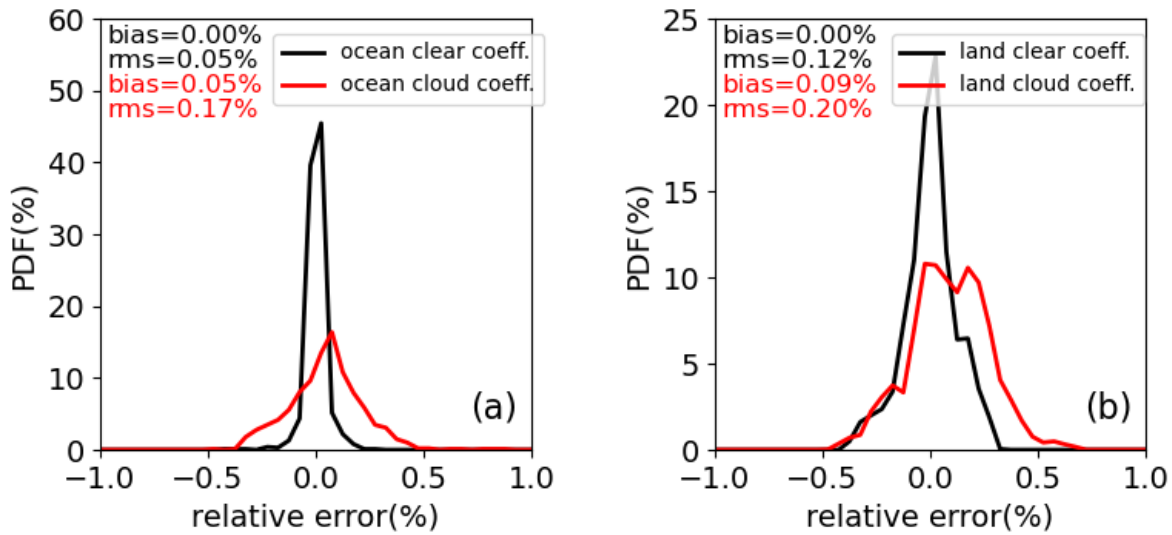 bias=0.00%
rms=0.05%
bias=0.05%
rms=0.17%
ocean clear coeff.
ocean cloud coeff.
60
50
40
30
20
10
0
PDF(%)
(a)
−1.0 −0.5 0.0 0.5 1.0
relative error(%)
bias=0.00%
rms=0.12%
bias=0.09%
rms=0.20%
land clear coeff.
land cloud coeff.
25
20
15
10
5
0
PDF(%)
(b)
−1.0 −0.5 0.0 0.5 1.0
relative error(%)